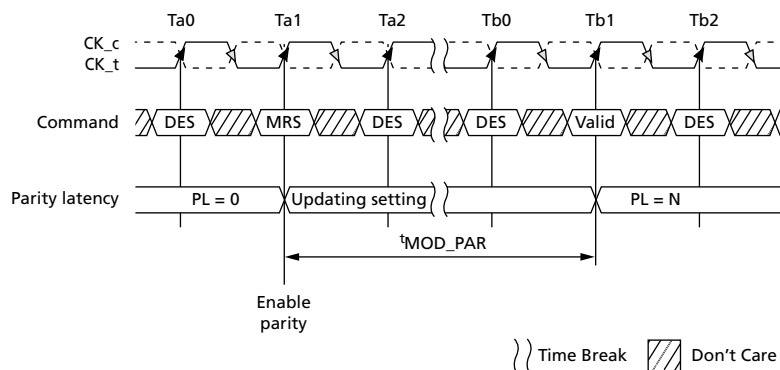 Ta0 Ta1 Ta2 Tb0 Tb1 Tb2
CK_c
CK_t
Command DES MRS DES DES Valid DES
Parity latency PL = 0 Updating setting PL = N
tMOD_PAR
Enable
parity
Time Break Don't Care